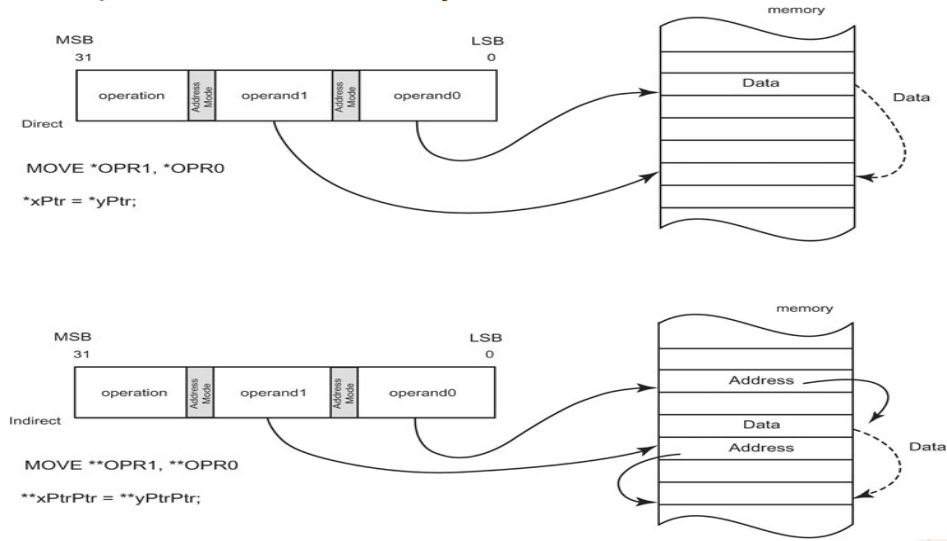 memory
MSB
LSB
31
0
operation
Address Mode
operand1
Address Mode
operand0
Data
Data
Direct
MOVE *OPR1, *OPR0
*xPtr = *yPtr;
memory
MSB
LSB
31
0
operation
Address Mode
operand1
Address Mode
operand0
Address
Indirect
Data
Address
Data
MOVE **OPR1, **OPR0
**xPtrPtr = **yPtrPtr;